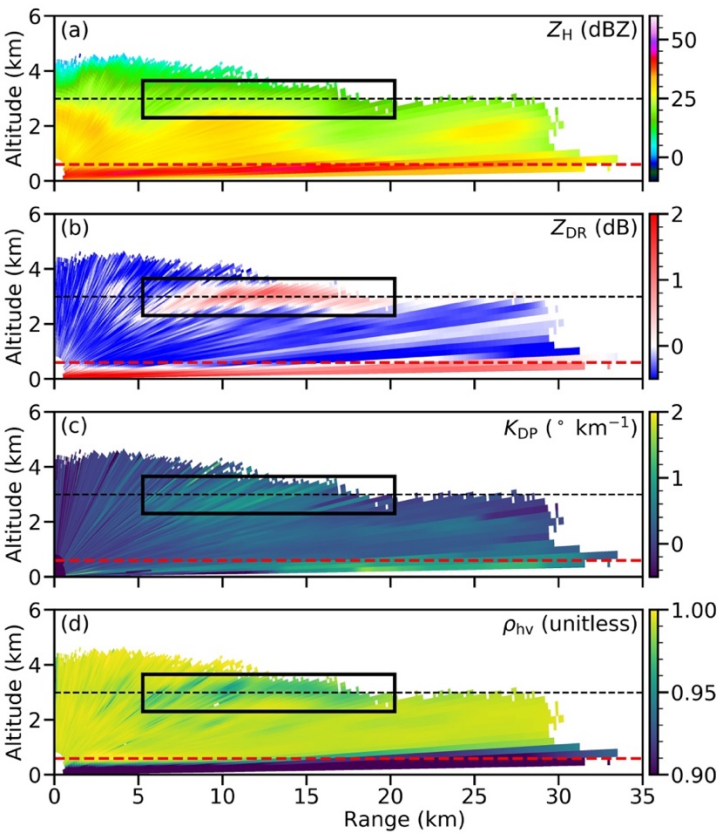 (a) Z_H (dBZ)
Altitude (km)
6
4
2
0
50
25
0
(b) Z_DR (dB)
Altitude (km)
6
4
2
0
2
1
0
(c) K_DP (° km⁻¹)
Altitude (km)
6
4
2
0
2
1
0
(d) ρ_hv (unitless)
Altitude (km)
6
4
2
0
1.00
0.95
0.90
0 5 10 15 20 25 30 35
Range (km)